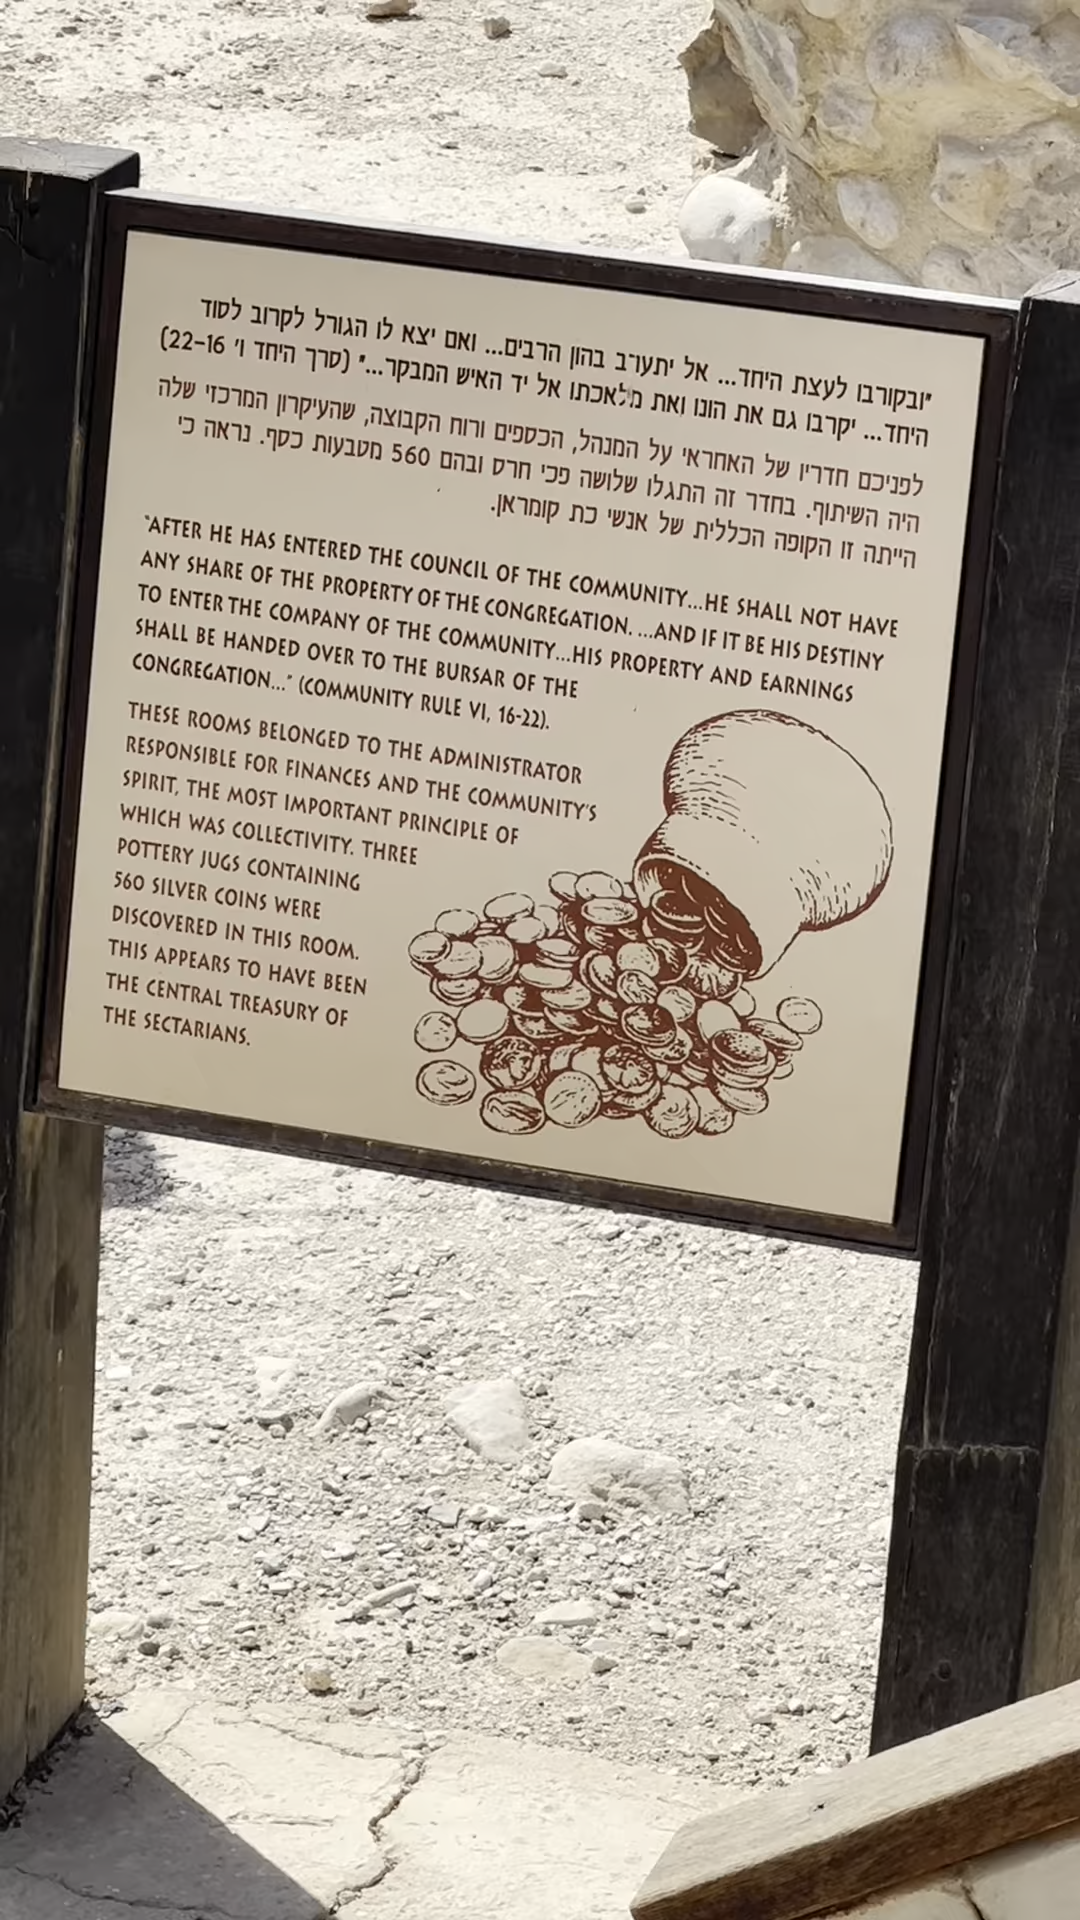 "ובקורבו לעצת היחד... אל יתערב בהון הרבים... ואם יצא לו הגורל לקרוב לסוד
היחד... יקרבו גם את הונו ואת מלאכתו אל יד האיש המבקר..." (סרך היחד ו' 22-16)
לפניכם חדריו של האחראי על המנהל, הכספים ורוח הקבוצה, שהעיקרון המרכזי שלה
היה השיתוף. בחדר זה התגלו שלושה פכי חרס ובהם 560 מטבעות כסף. נראה כי
הייתה זו הקופה הכללית של אנשי כת קומראן.
"AFTER HE HAS ENTERED THE COUNCIL OF THE COMMUNITY...HE SHALL NOT HAVE
ANY SHARE OF THE PROPERTY OF THE CONGREGATION. ...AND IF IT BE HIS DESTINY
TO ENTER THE COMPANY OF THE COMMUNITY...HIS PROPERTY AND EARNINGS
SHALL BE HANDED OVER TO THE BURSAR OF THE
CONGREGATION..." (COMMUNITY RULE VI, 16-22).
THESE ROOMS BELONGED TO THE ADMINISTRATOR
RESPONSIBLE FOR FINANCES AND THE COMMUNITY'S
SPIRIT, THE MOST IMPORTANT PRINCIPLE OF
WHICH WAS COLLECTIVITY. THREE
POTTERY JUGS CONTAINING
560 SILVER COINS WERE
DISCOVERED IN THIS ROOM.
THIS APPEARS TO HAVE BEEN
THE CENTRAL TREASURY OF
THE SECTARIANS.